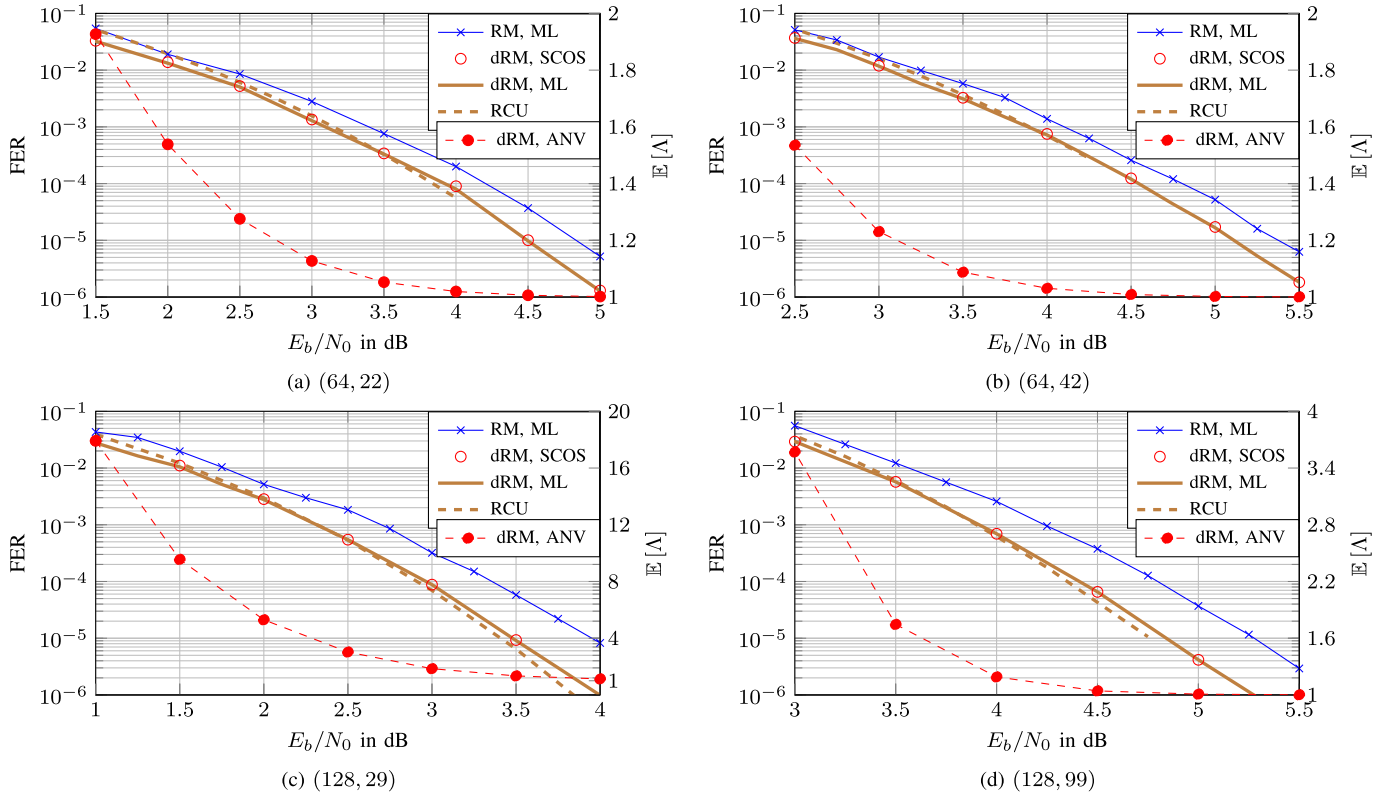 10⁻¹
10⁻²
10⁻³
10⁻⁴
10⁻⁵
10⁻⁶
FER
1.5 2 2.5 3 3.5 4 4.5 5
E_b/N_0 in dB
2
1.8
1.6
1.4
1.2
1
𝔼 [Λ]
RM, ML
dRM, SCOS
dRM, ML
RCU
dRM, ANV
(a) (64, 22)
10⁻¹
10⁻²
10⁻³
10⁻⁴
10⁻⁵
10⁻⁶
FER
2.5 3 3.5 4 4.5 5 5.5
E_b/N_0 in dB
2
1.8
1.6
1.4
1.2
1
𝔼 [Λ]
RM, ML
dRM, SCOS
dRM, ML
RCU
dRM, ANV
(b) (64, 42)
10⁻¹
10⁻²
10⁻³
10⁻⁴
10⁻⁵
10⁻⁶
FER
1 1.5 2 2.5 3 3.5 4
E_b/N_0 in dB
20
16
12
8
4
1
𝔼 [Λ]
RM, ML
dRM, SCOS
dRM, ML
RCU
dRM, ANV
(c) (128, 29)
10⁻¹
10⁻²
10⁻³
10⁻⁴
10⁻⁵
10⁻⁶
FER
3 3.5 4 4.5 5 5.5
E_b/N_0 in dB
4
3.4
2.8
2.2
1.6
1
𝔼 [Λ]
RM, ML
dRM, SCOS
dRM, ML
RCU
dRM, ANV
(d) (128, 99)